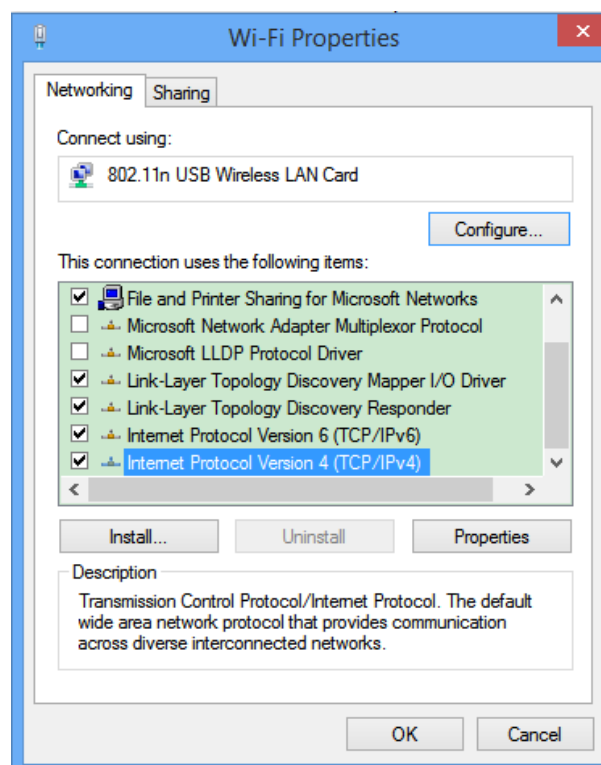 Wi-Fi Properties
Networking
Sharing
Connect using:
802.11n USB Wireless LAN Card
Configure...
This connection uses the following items:
File and Printer Sharing for Microsoft Networks
Microsoft Network Adapter Multiplexor Protocol
Microsoft LLDP Protocol Driver
Link-Layer Topology Discovery Mapper I/O Driver
Link-Layer Topology Discovery Responder
Internet Protocol Version 6 (TCP/IPv6)
Internet Protocol Version 4 (TCP/IPv4)
Install...
Uninstall
Properties
Description
Transmission Control Protocol/Internet Protocol. The default
wide area network protocol that provides communication
across diverse interconnected networks.
OK
Cancel